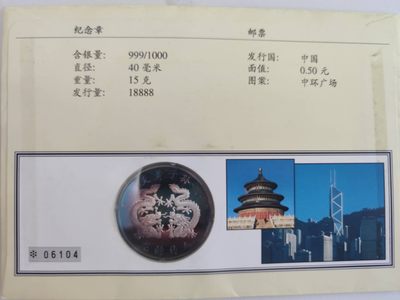 纪念章
邮票
含银量: 999/1000
发行国: 中国
直径: 40 毫米
面值: 0.50 元
重量: 15 克
图案: 中环广场
发行量: 18888
06104